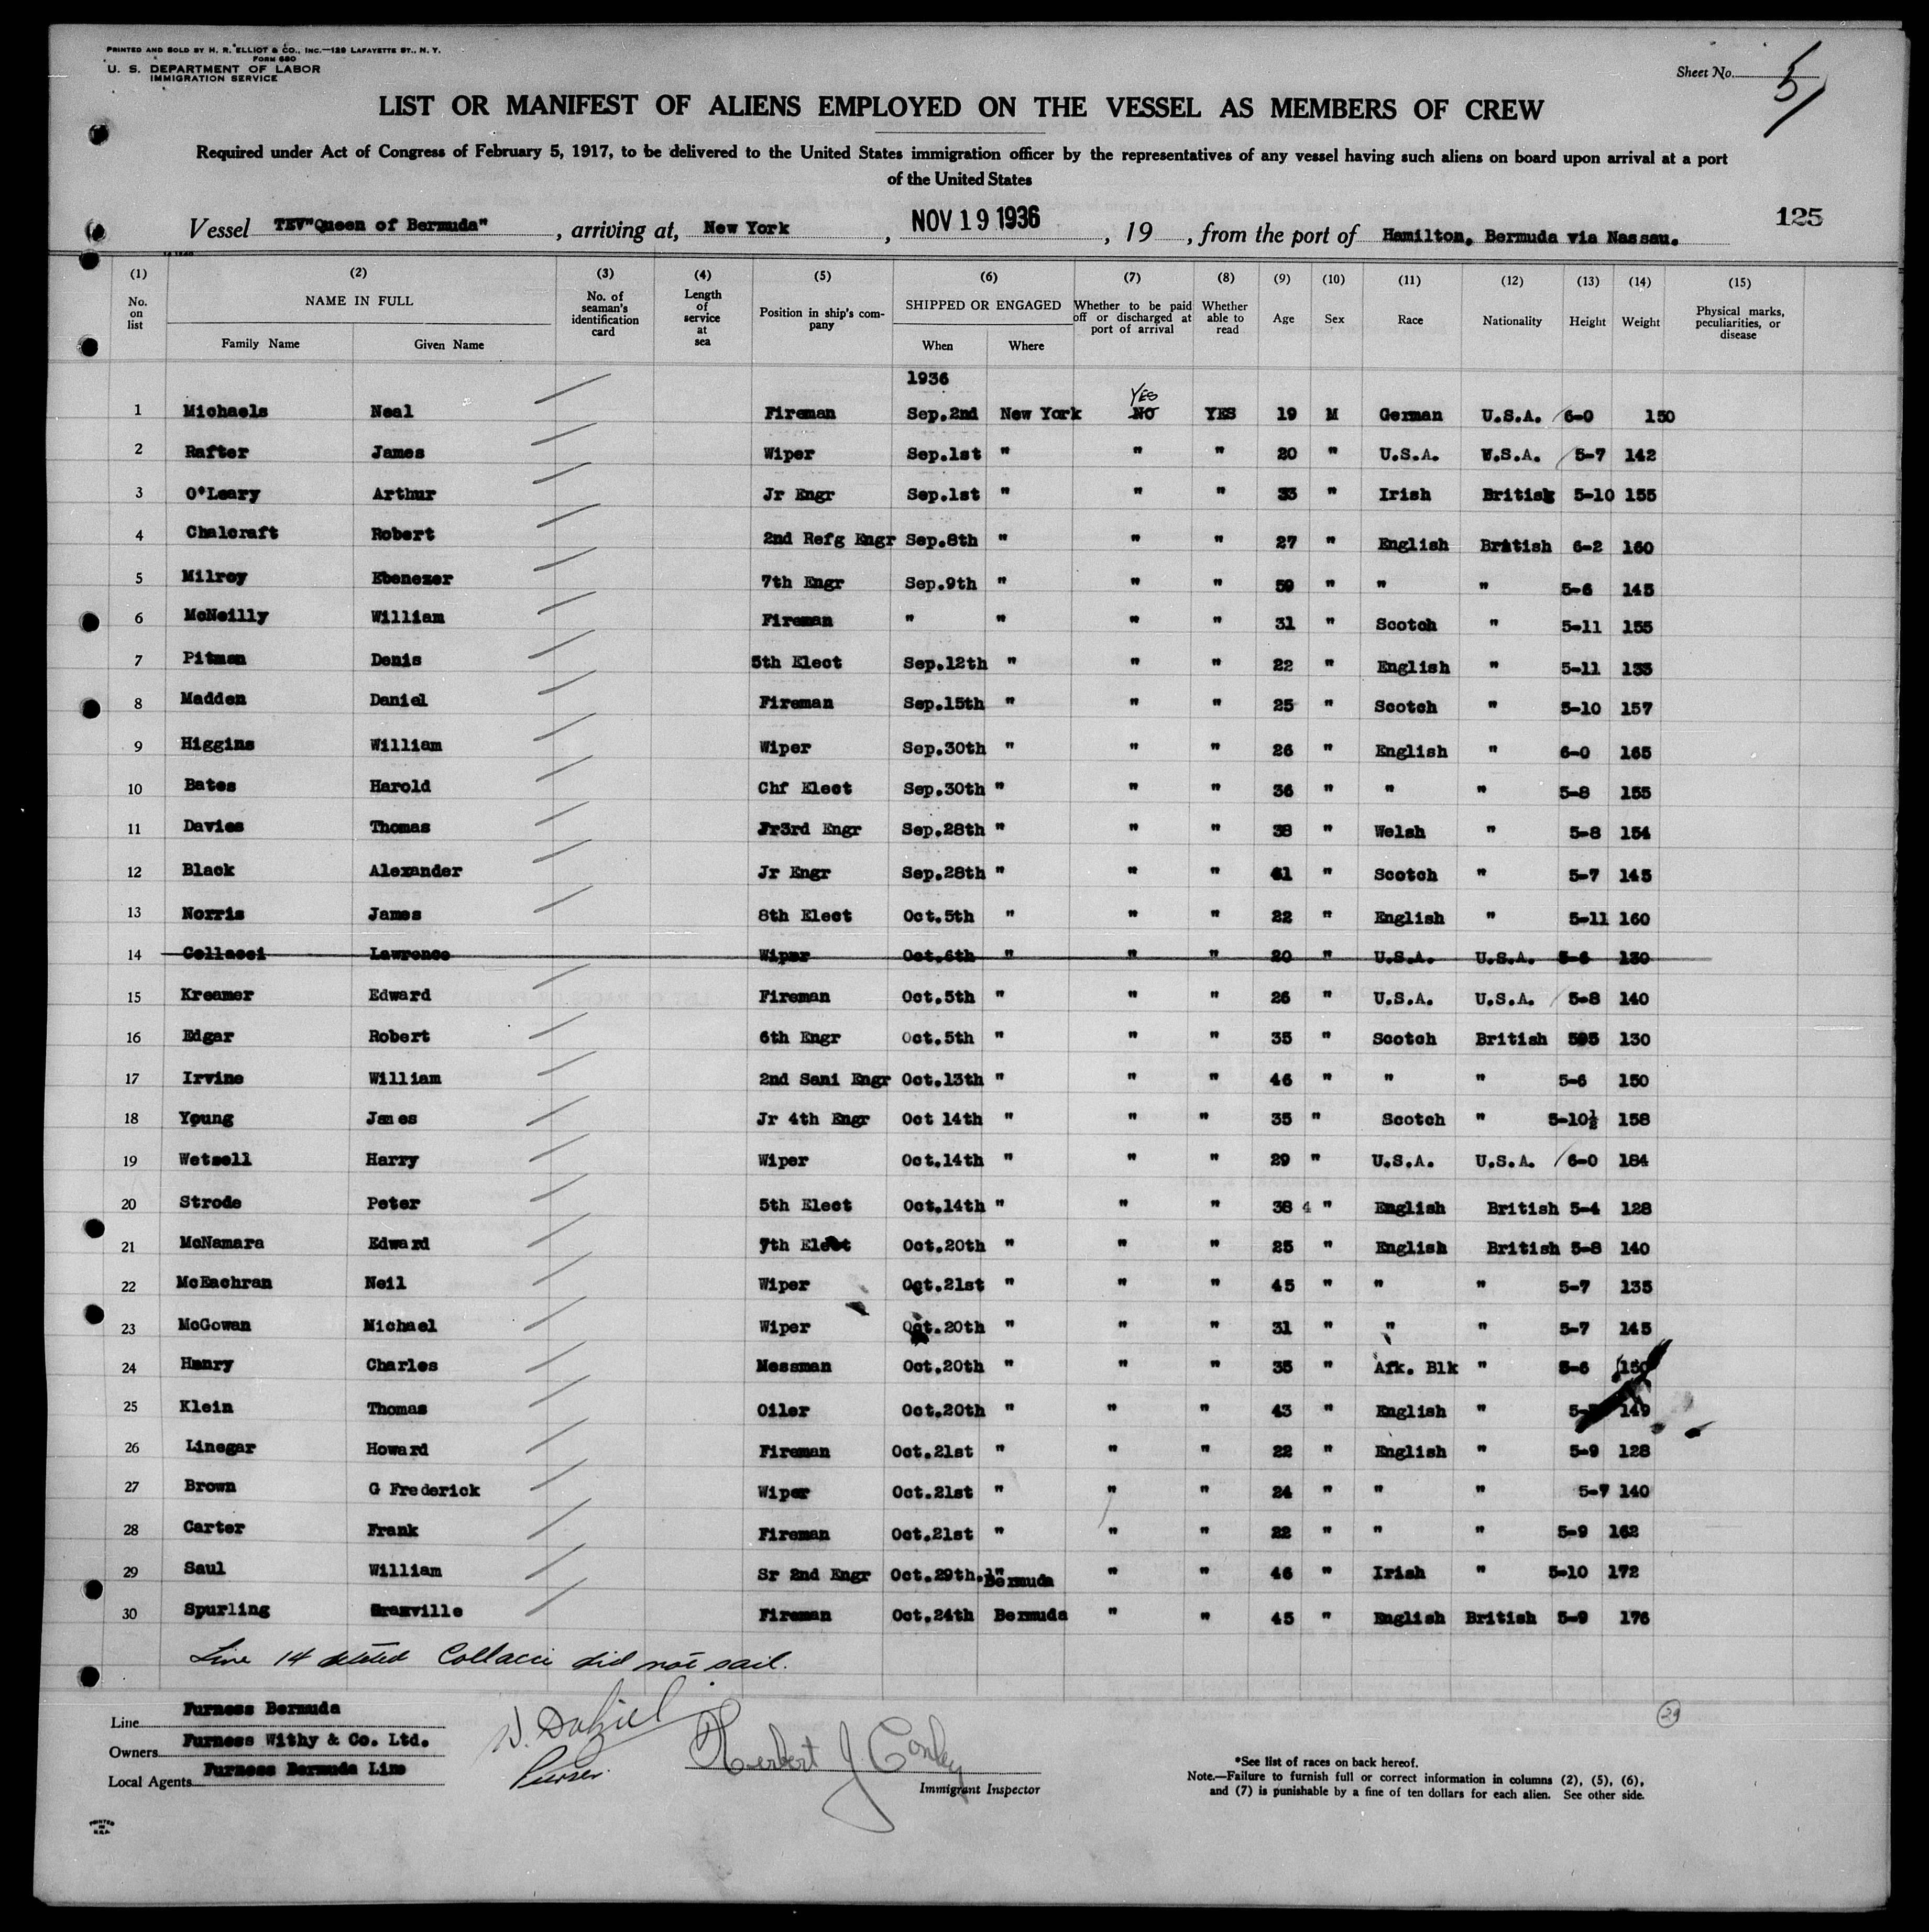 PRINTED AND SOLD BY H. R. ELLIOT & CO., INC.—129 LAFAYETTE ST., N. Y.
FORM 680
U. S. DEPARTMENT OF LABOR
IMMIGRATION SERVICE
Sheet No. 5
LIST OR MANIFEST OF ALIENS EMPLOYED ON THE VESSEL AS MEMBERS OF CREW
Required under Act of Congress of February 5, 1917, to be delivered to the United States immigration officer by the representatives of any vessel having such aliens on board upon arrival at a port
of the United States
Vessel TEV"Queen of Bermuda", arriving at, New York, NOV 19 1936, 19 , from the port of Hamilton, Bermuda via Nassau. 125
(1) (2) (3) (4) (5) (6) (7) (8) (9) (10) (11) (12) (13) (14) (15)
No. on list NAME IN FULL Family Name Given Name No. of seaman's identification card Length of service at sea Position in ship's company SHIPPED OR ENGAGED When Where Whether to be paid off or discharged at port of arrival Whether able to read Age Sex Race Nationality Height Weight Physical marks, peculiarities, or disease
1936
YES
1 Michaels Neal Fireman Sep.2nd New York NO YES 19 M German U.S.A. 6-0 150
2 Rafter James Wiper Sep.1st " " " 20 " U.S.A. U.S.A. 5-7 142
3 O'Leary Arthur Jr Engr Sep.1st " " " 33 " Irish British 5-10 155
4 Chalcraft Robert 2nd Refg Engr Sep.8th " " " 27 " English British 6-2 160
5 Milroy Ebenezer 7th Engr Sep.9th " " " 59 " " " 5-6 145
6 McNeilly William Fireman " " " " 31 " Scotch " 5-11 155
7 Pitman Denis 5th Elect Sep.12th " " " 22 " English " 5-11 133
8 Madden Daniel Fireman Sep.15th " " " 25 " Scotch " 5-10 157
9 Higgins William Wiper Sep.30th " " " 26 " English " 6-0 165
10 Bates Harold Chf Elect Sep.30th " " " 36 " " " 5-8 155
11 Davies Thomas Jr3rd Engr Sep.28th " " " 38 " Welsh " 5-8 154
12 Black Alexander Jr Engr Sep.28th " " " 41 " Scotch " 5-7 145
13 Norris James 8th Elect Oct.5th " " " 22 " English " 5-11 160
14 Collacci Lawrence Wiper Oct.6th " " " 20 " U.S.A. U.S.A. 5-6 130
15 Kreamer Edward Fireman Oct.5th " " " 26 " U.S.A. U.S.A. 5-8 140
16 Edgar Robert 6th Engr Oct.5th " " " 35 " Scotch British 595 130
17 Irvine William 2nd Sani Engr Oct.13th " " " 46 " " " 5-6 150
18 Young James Jr 4th Engr Oct 14th " " " 35 " Scotch " 5-10½ 158
19 Wetsell Harry Wiper Oct.14th " " " 29 " U.S.A. U.S.A. 6-0 184
20 Strode Peter 5th Elect Oct.14th " " " 38 4 " English British 5-4 128
21 McNamara Edward 7th Elect Oct.20th " " " 25 " English British 5-8 140
22 McEachran Neil Wiper Oct.21st " " " 45 " " " 5-7 135
23 McGowan Michael Wiper Oct.20th " " " 31 " " " 5-7 145
24 Henry Charles Messman Oct.20th " " " 35 " Afk. Blk " 5-6 150
25 Klein Thomas Oiler Oct.20th " " " 43 " English " 5- 149
26 Linegar Howard Fireman Oct.21st " " " 22 " English " 5-9 128
27 Brown G Frederick Wiper Oct.21st " " " 24 " " " 5-7 140
28 Carter Frank Fireman Oct.21st " " " 22 " " " 5-9 162
29 Saul William Sr 2nd Engr Oct.29th. " Bermuda " " 46 " Irish " 5-10 172
30 Spurling Granville Fireman Oct.24th Bermuda " " 45 " English British 5-9 176
Line 14 deleted Collacci did not sail.
Line Furness Bermuda
Owners Furness Withy & Co. Ltd.
Local Agents Furness Bermuda Line
Purser.
Herbert J Conley
Immigrant Inspector
29
*See list of races on back hereof.
Note.—Failure to furnish full or correct information in columns (2), (5), (6),
and (7) is punishable by a fine of ten dollars for each alien. See other side.
PRINTED IN U.S.A.